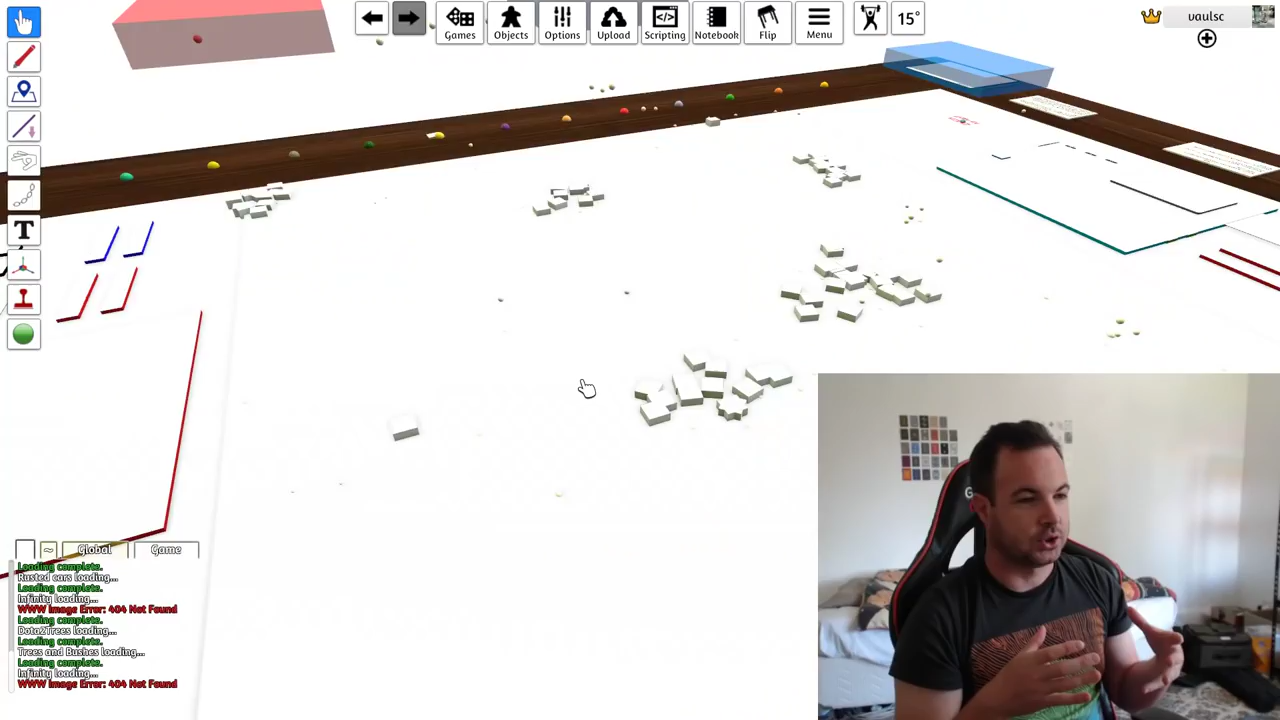 Games
Objects
Options
Upload
Scripting
Notebook
Flip
Menu
15°
vaulsc
T
~
Global
Game
Loading complete.
Rusted cars loading...
Loading complete.
Infinity loading...
WWW Image Error: 404 Not Found
Loading complete.
Dota2Trees loading...
Loading complete.
Trees and Bushes loading...
Loading complete.
Infinity loading...
WWW Image Error: 404 Not Found